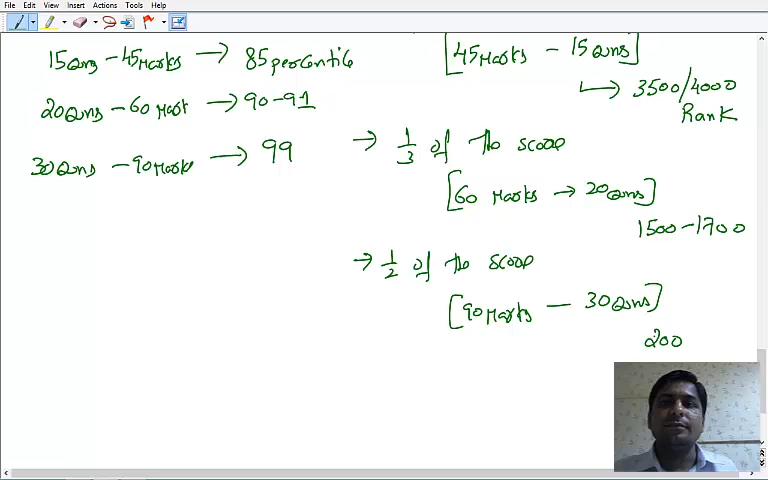 File Edit View Insert Actions Tools Help
15Qns - 45Marks → 85 percentile
20Qns - 60 Mark → 90-91
30Qns - 90Marks → 99
[45Marks - 15Qns]
→ 3500/4000
Rank
→ 1/3 of the score
[60 Marks → 20Qns]
1500-1700
→ 1/2 of the score
[90Marks - 30Qns]
200